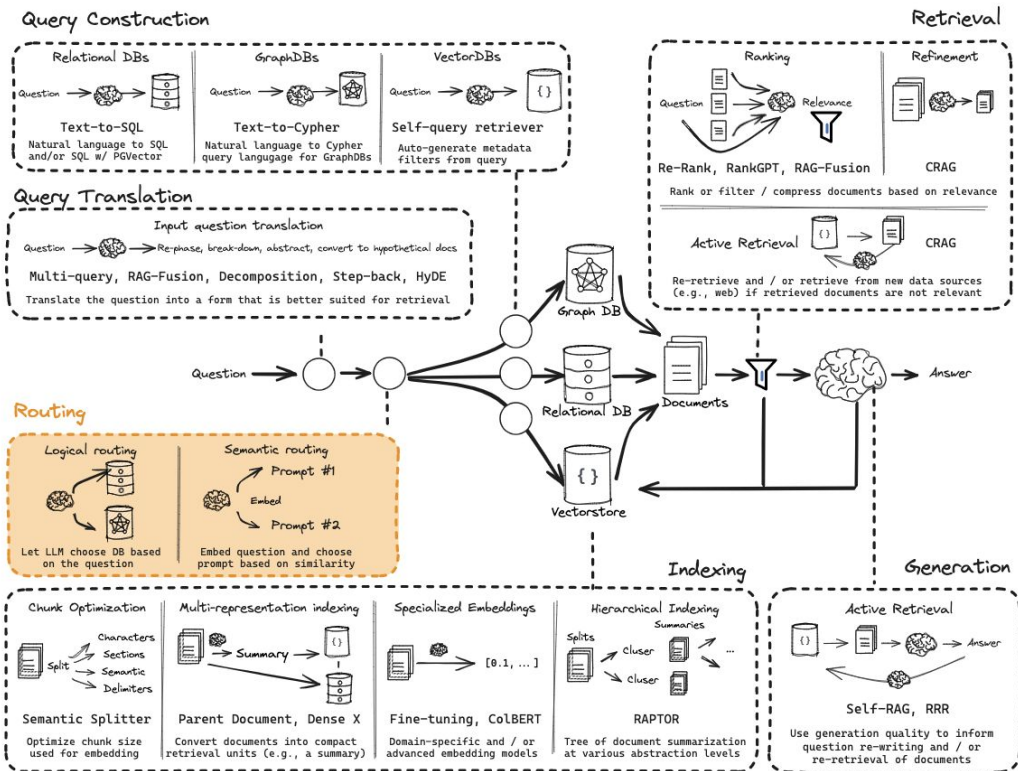 Query Construction
Relational DBs
Question
Text-to-SQL
Natural language to SQL
and/or SQL w/ PGVector
GraphDBs
Question
Text-to-Cypher
Natural language to Cypher
query langugage for GraphDBs
VectorDBs
Question
{}
Self-query retriever
Auto-generate metadata
filters from query
Retrieval
Ranking
Question
Relevance
Re-Rank, RankGPT, RAG-Fusion
Refinement
CRAG
Rank or filter / compress documents based on relevance
Active Retrieval
{}
CRAG
Re-retrieve and / or retrieve from new data sources
(e.g., web) if retrieved documents are not relevant
Query Translation
Input question translation
Question
Re-phase, break-down, abstract, convert to hypothetical docs
Multi-query, RAG-Fusion, Decomposition, Step-back, HyDE
Translate the question into a form that is better suited for retrieval
Question
Graph DB
Relational DB
{}
Vectorstore
Documents
Answer
Routing
Logical routing
Let LLM choose DB based
on the question
Semantic routing
Prompt #1
Embed
Prompt #2
Embed question and choose
prompt based on similarity
Indexing
Chunk Optimization
Split
Characters
Sections
Semantic
Delimiters
Semantic Splitter
Optimize chunk size
used for embedding
Multi-representation indexing
Summary
{}
Parent Document, Dense X
Convert documents into compact
retrieval units (e.g., a summary)
Specialized Embeddings
[0.1, ...]
Fine-tuning, ColBERT
Domain-specific and / or
advanced embedding models
Hierarchical Indexing
Summaries
Splits
Cluser
Cluser
...
RAPTOR
Tree of document summarization
at various abstraction levels
Generation
Active Retrieval
{}
Answer
Self-RAG, RRR
Use generation quality to inform
question re-writing and / or
re-retrieval of documents